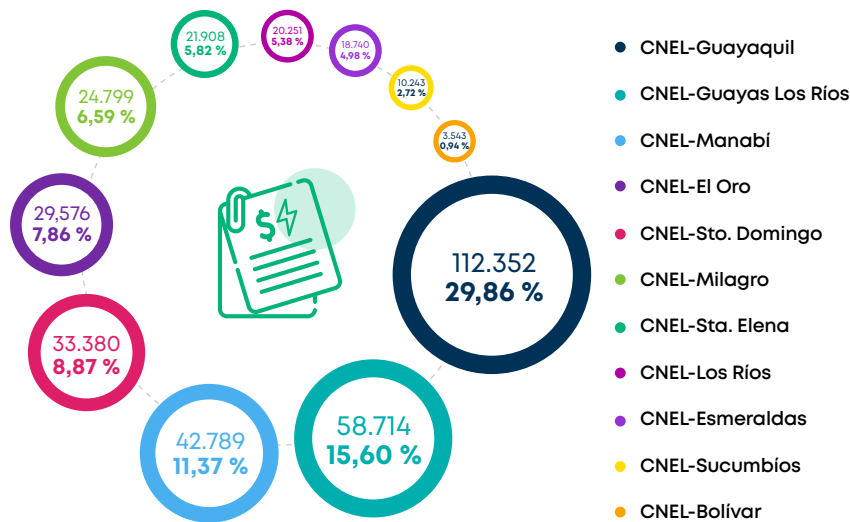 20.251
5,38 %
21.908
5,82 %
18.740
4,98 %
10.243
2,72 %
24.799
6,59 %
3.543
0,94 %
29,576
7,86 %
$
112.352
29,86 %
33.380
8,87 %
58.714
15,60 %
42.789
11,37 %
CNEL-Guayaquil
CNEL-Guayas Los Ríos
CNEL-Manabí
CNEL-El Oro
CNEL-Sto. Domingo
CNEL-Milagro
CNEL-Sta. Elena
CNEL-Los Ríos
CNEL-Esmeraldas
CNEL-Sucumbíos
CNEL-Bolívar